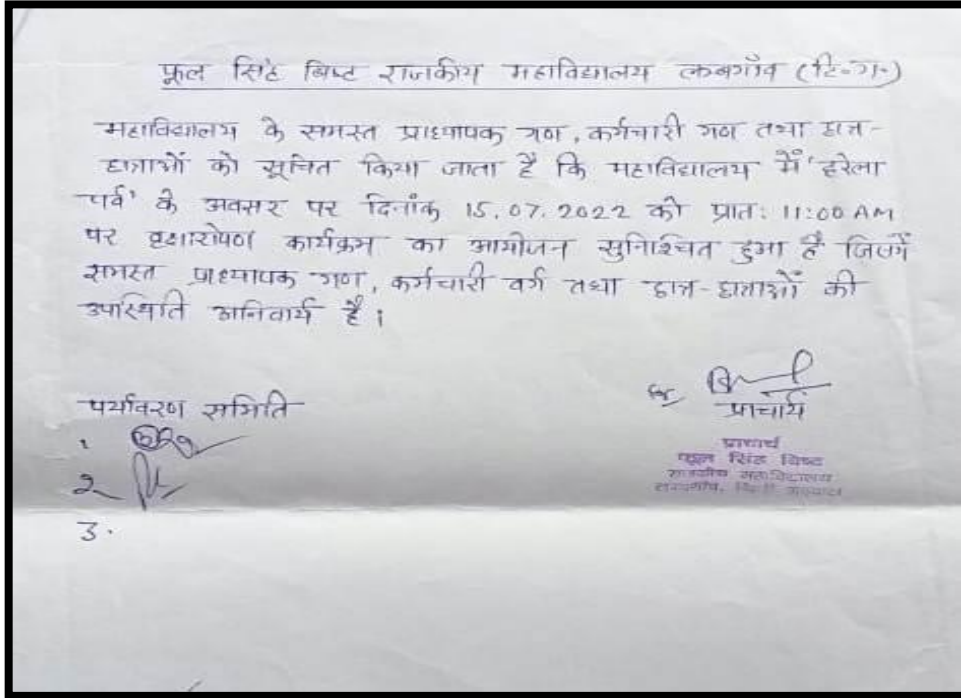 फूल सिंह बिष्ट राजकीय महाविद्यालय लंबगाँव (टि०ग०)
महाविद्यालय के समस्त प्राध्यापक गण, कर्मचारी गण तथा छात्र-
छात्राओं को सूचित किया जाता है कि महाविद्यालय में 'हरेला
पर्व' के अवसर पर दिनांक 15.07.2022 को प्रात: 11:00 AM
पर वृक्षारोपण कार्यक्रम का आयोजन सुनिश्चित हुआ है जिसमें
समस्त प्राध्यापक गण, कर्मचारी वर्ग तथा छात्र-छात्राओं की
उपस्थिति अनिवार्य है।
पर्यावरण समिति
1
2
3.
प्राचार्य
प्राचार्य
फूल सिंह बिष्ट
राजकीय महाविद्यालय